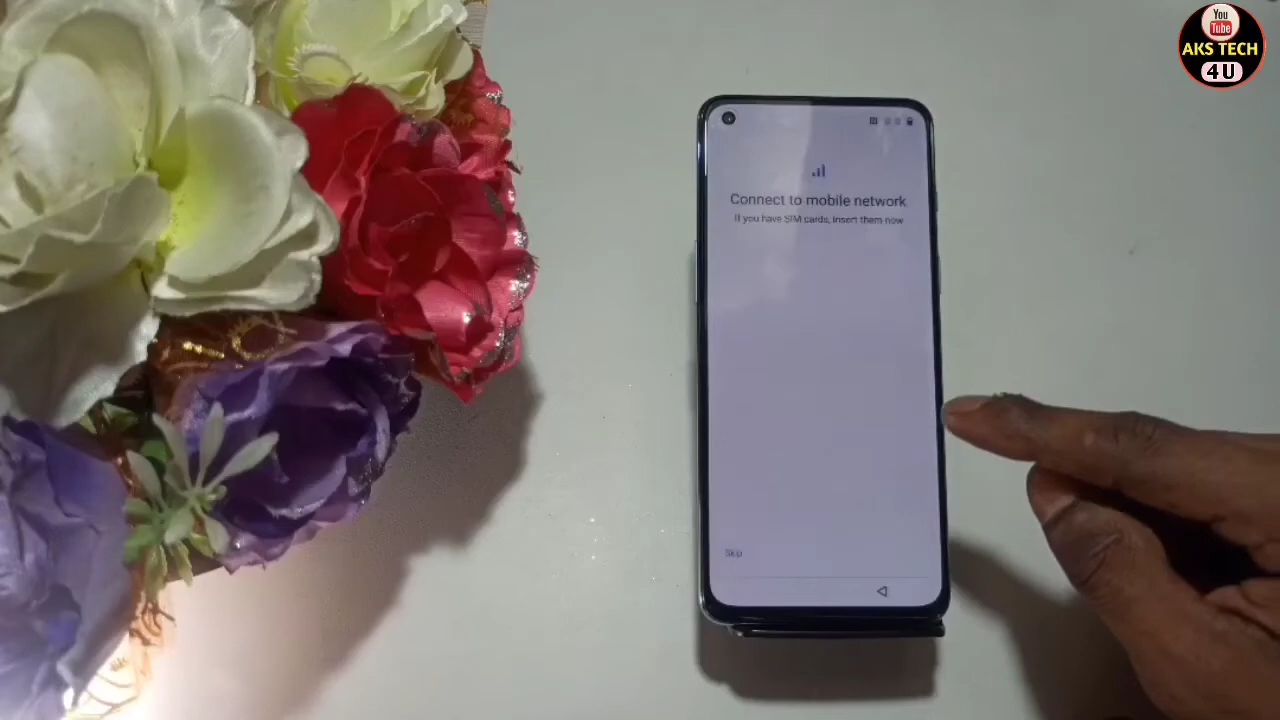 You
Tube
AKS TECH
4U
Connect to mobile network
If you have SIM cards, insert them now
Skip